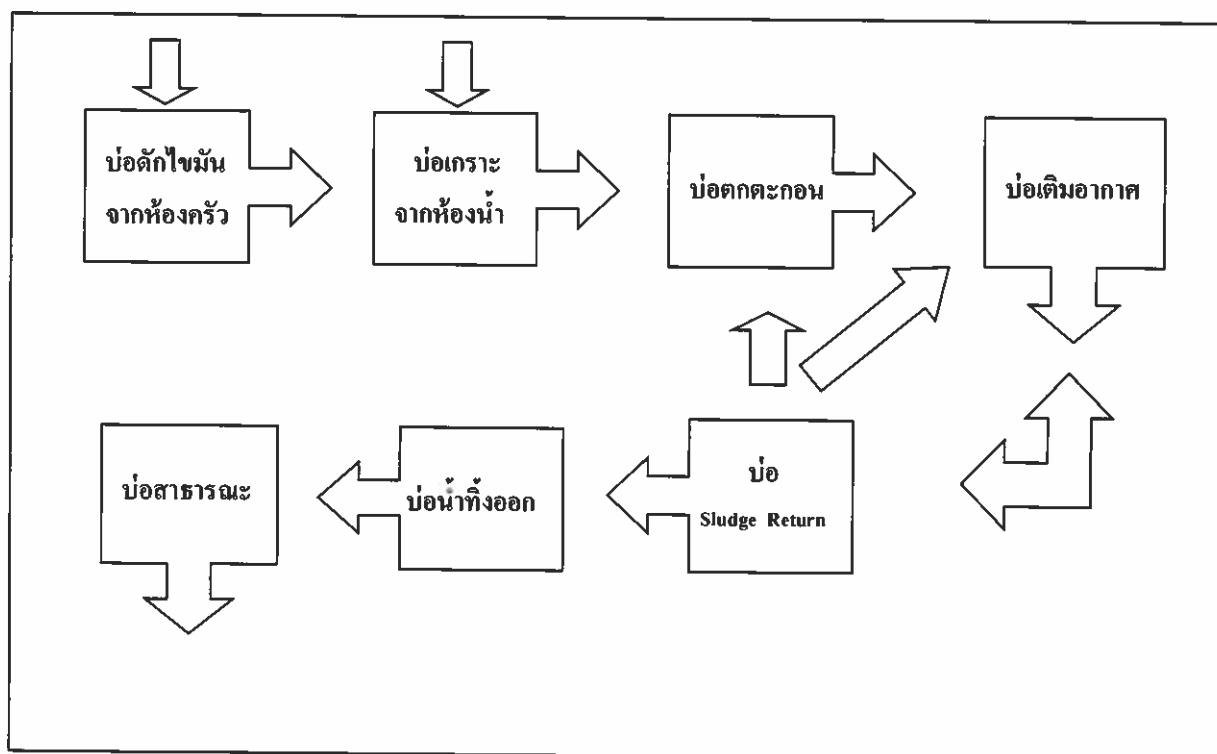 บ่อดักไขมัน
จากห้องครัว
บ่อเกราะ
จากห้องน้ำ
บ่อตกตะกอน
บ่อเติมอากาศ
บ่อสาธารณะ
บ่อน้ำทิ้งออก
บ่อ
Sludge Return